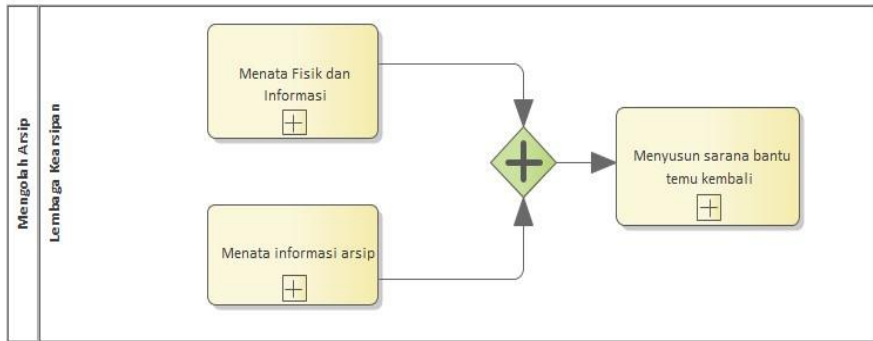 Mengolah Arsip
Lembaga Kearsipan
Menata Fisik dan
Informasi
Menata informasi arsip
Menyusun sarana bantu
temu kembali